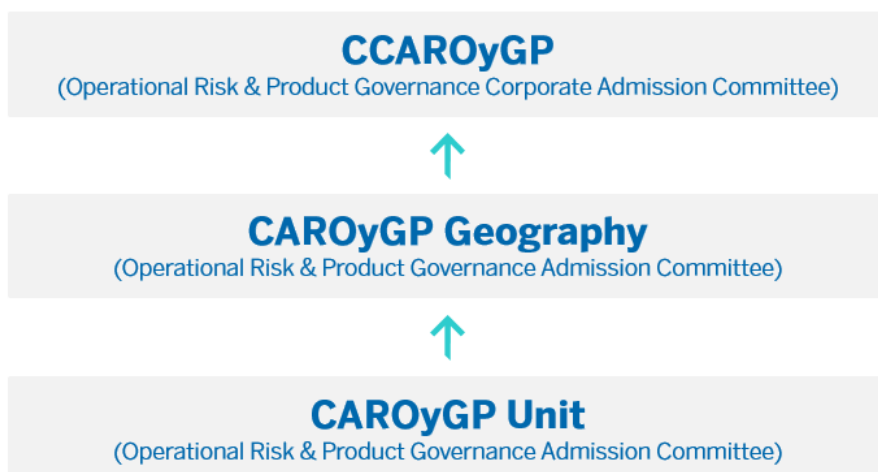 CCAROyGP
(Operational Risk & Product Governance Corporate Admission Committee)
CAROyGP Geography
(Operational Risk & Product Governance Admission Committee)
CAROyGP Unit
(Operational Risk & Product Governance Admission Committee)